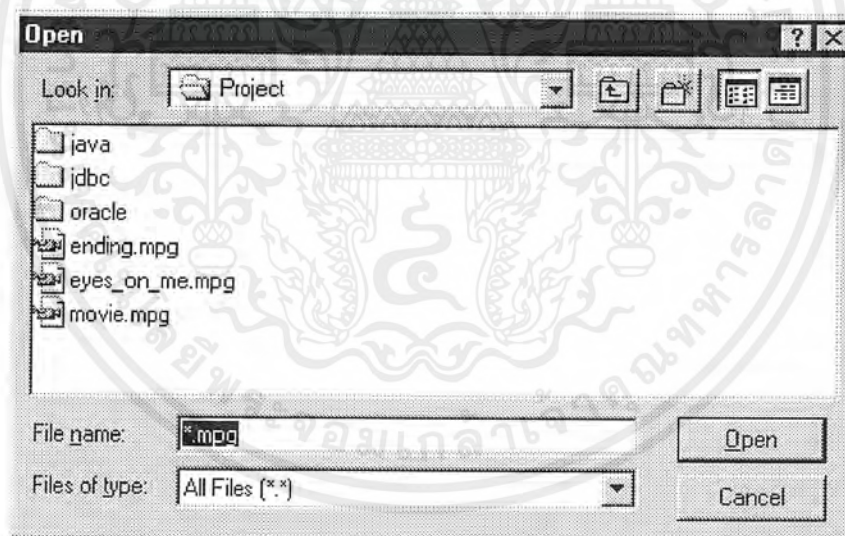 Open
Look in: Project
java
jdbc
oracle
ending.mpg
eyes_on_me.mpg
movie.mpg
File name: *.mpg
Open
Files of type: All Files (*.*)
Cancel